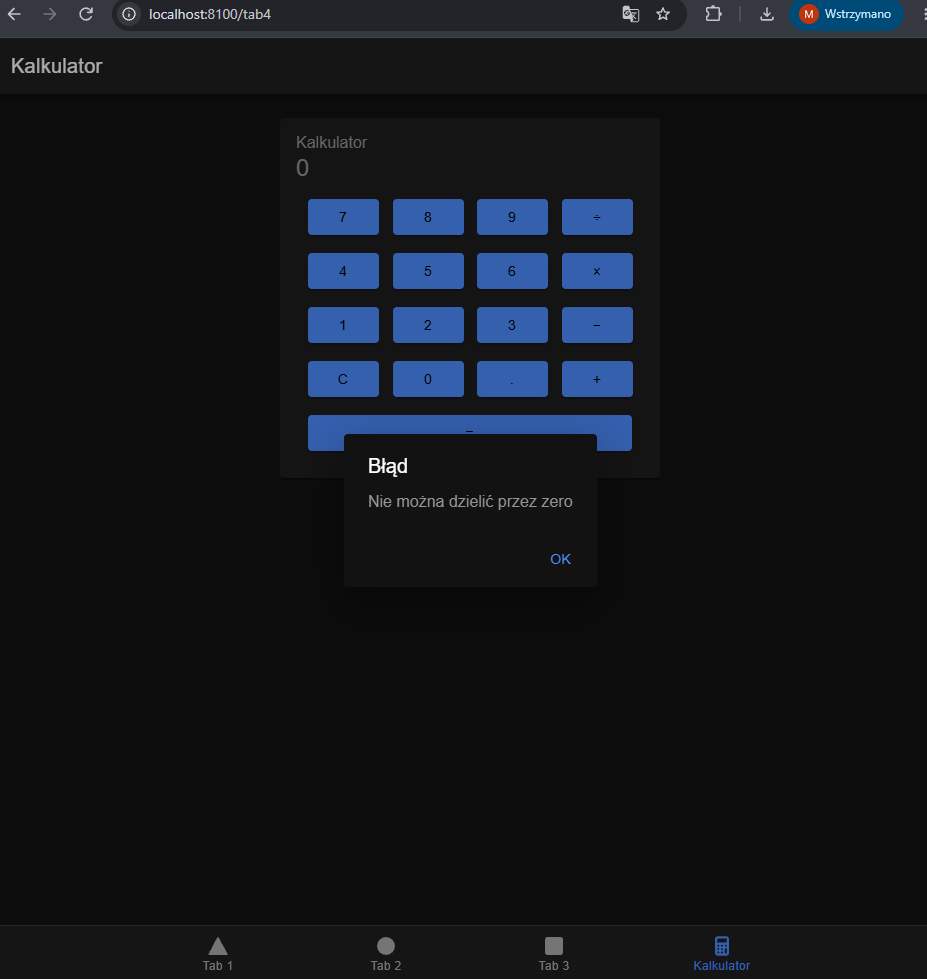 localhost:8100/tab4
M Wstrzymano
Kalkulator
Kalkulator
0
7 8 9 ÷
4 5 6 ×
1 2 3 −
C 0 . +
=
Błąd
Nie można dzielić przez zero
OK
Tab 1 Tab 2 Tab 3 Kalkulator